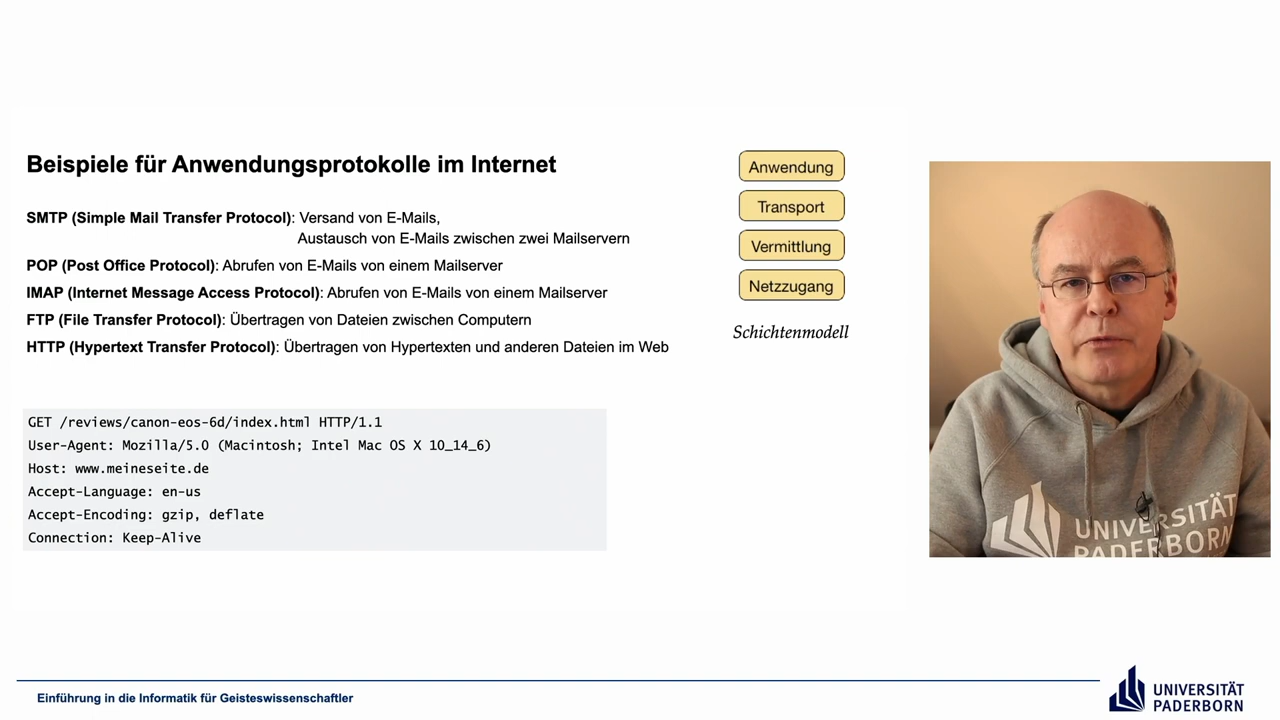 Beispiele für Anwendungsprotokolle im Internet
SMTP (Simple Mail Transfer Protocol): Versand von E-Mails,
Austausch von E-Mails zwischen zwei Mailservern
POP (Post Office Protocol): Abrufen von E-Mails von einem Mailserver
IMAP (Internet Message Access Protocol): Abrufen von E-Mails von einem Mailserver
FTP (File Transfer Protocol): Übertragen von Dateien zwischen Computern
HTTP (Hypertext Transfer Protocol): Übertragen von Hypertexten und anderen Dateien im Web
GET /reviews/canon-eos-6d/index.html HTTP/1.1
User-Agent: Mozilla/5.0 (Macintosh; Intel Mac OS X 10_14_6)
Host: www.meineseite.de
Accept-Language: en-us
Accept-Encoding: gzip, deflate
Connection: Keep-Alive
Anwendung
Transport
Vermittlung
Netzzugang
Schichtenmodell
UNIVERSITÄT
PADERBORN
Einführung in die Informatik für Geisteswissenschaftler
UNIVERSITÄT
PADERBORN